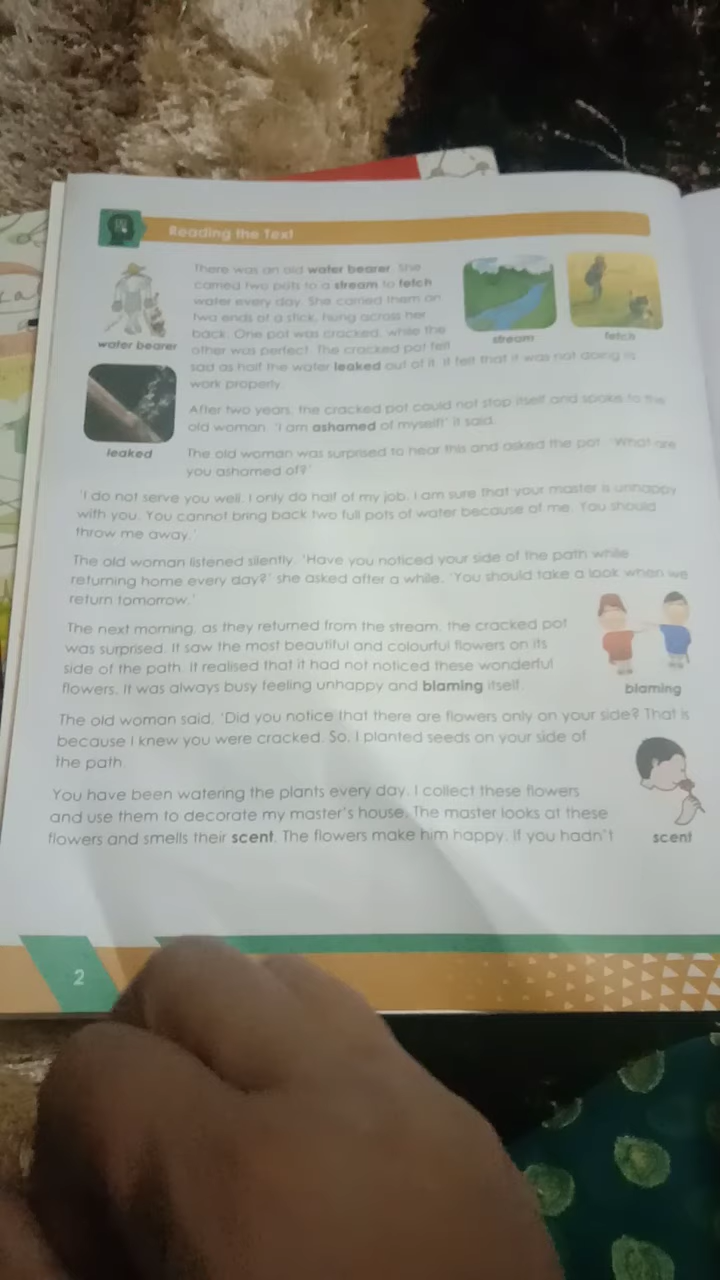 Reading the Text
There was an old water bearer. She
carried two pots to a stream to fetch
water every day. She carried them on
two ends of a stick, hung across her
back. One pot was cracked, while the
other was perfect. The cracked pot felt
sad as half the water leaked out of it. It felt that it was not doing its
work properly.
water bearer
stream
fetch
leaked
After two years, the cracked pot could not stop itself and spoke to the
old woman. 'I am ashamed of myself!' it said.
The old woman was surprised to hear this and asked the pot, 'What are
you ashamed of?'
'I do not serve you well. I only do half of my job. I am sure that your master is unhappy
with you. You cannot bring back two full pots of water because of me. You should
throw me away.'
The old woman listened silently. 'Have you noticed your side of the path while
returning home every day?' she asked after a while. 'You should take a look when we
return tomorrow.'
The next morning, as they returned from the stream, the cracked pot
was surprised. It saw the most beautiful and colourful flowers on its
side of the path. It realised that it had not noticed these wonderful
flowers. It was always busy feeling unhappy and blaming itself.
blaming
The old woman said, 'Did you notice that there are flowers only on your side? That is
because I knew you were cracked. So, I planted seeds on your side of
the path.
You have been watering the plants every day. I collect these flowers
and use them to decorate my master's house. The master looks at these
flowers and smells their scent. The flowers make him happy. If you hadn't
scent
2